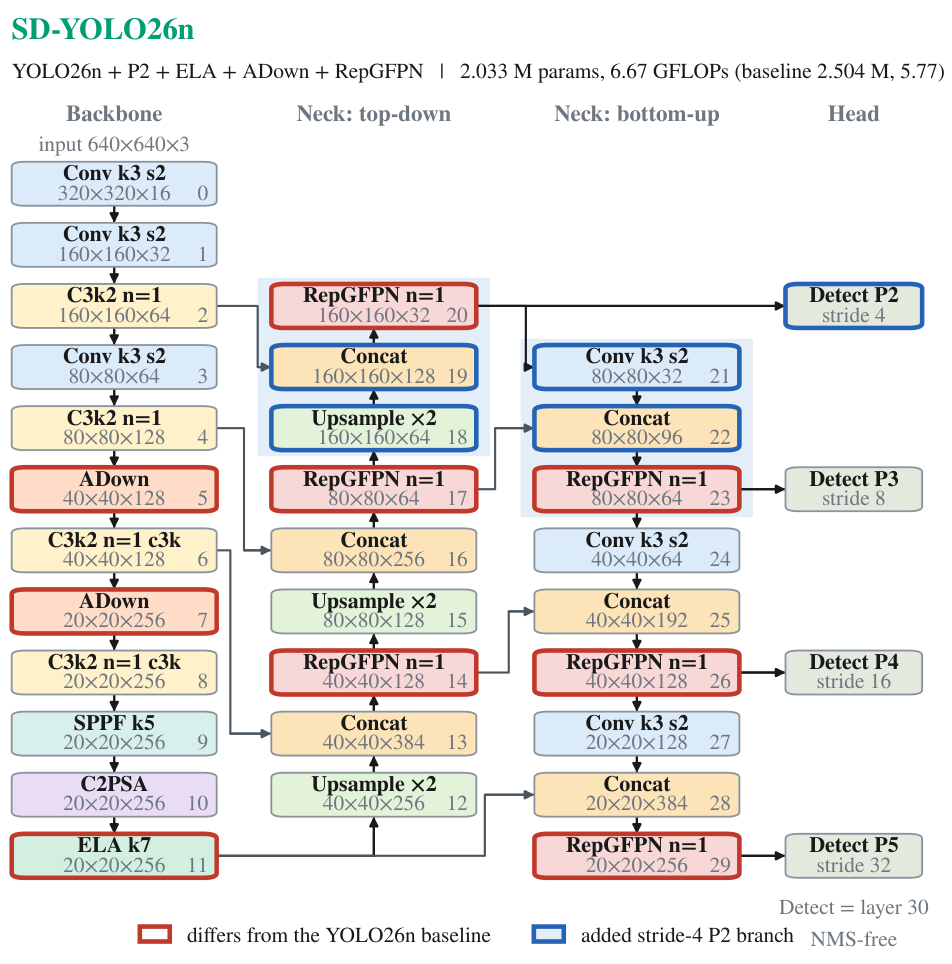 SD-YOLO26n
YOLO26n + P2 + ELA + ADown + RepGFPN | 2.033 M params, 6.67 GFLOPs (baseline 2.504 M, 5.77)
Backbone
input 640×640×3
Conv k3 s2
320×320×16 0
Conv k3 s2
160×160×32 1
C3k2 n=1
160×160×64 2
Conv k3 s2
80×80×64 3
C3k2 n=1
80×80×128 4
ADown
40×40×128 5
C3k2 n=1 c3k
40×40×128 6
ADown
20×20×256 7
C3k2 n=1 c3k
20×20×256 8
SPPF k5
20×20×256 9
C2PSA
20×20×256 10
ELA k7
20×20×256 11
Neck: top-down
RepGFPN n=1
160×160×32 20
Concat
160×160×128 19
Upsample ×2
160×160×64 18
RepGFPN n=1
80×80×64 17
Concat
80×80×256 16
Upsample ×2
80×80×128 15
RepGFPN n=1
40×40×128 14
Concat
40×40×384 13
Upsample ×2
40×40×256 12
Neck: bottom-up
Conv k3 s2
80×80×32 21
Concat
80×80×96 22
RepGFPN n=1
80×80×64 23
Conv k3 s2
40×40×64 24
Concat
40×40×192 25
RepGFPN n=1
40×40×128 26
Conv k3 s2
20×20×128 27
Concat
20×20×384 28
RepGFPN n=1
20×20×256 29
Head
Detect P2
stride 4
Detect P3
stride 8
Detect P4
stride 16
Detect P5
stride 32
Detect = layer 30
NMS-free
differs from the YOLO26n baseline
added stride-4 P2 branch